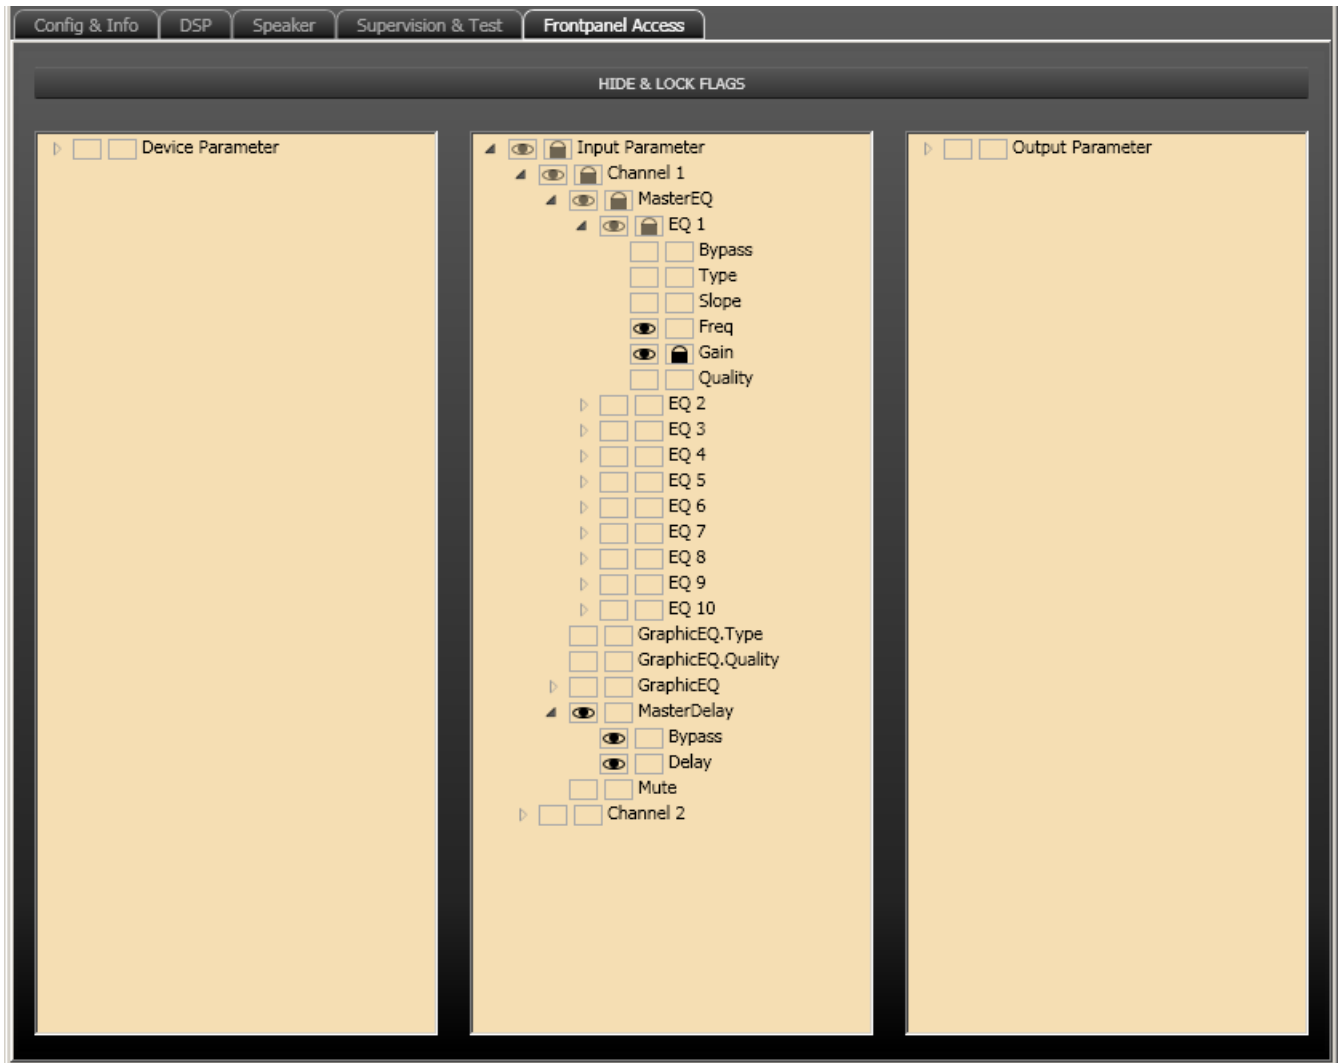 Config & Info DSP Speaker Supervision & Test Frontpanel Access
HIDE & LOCK FLAGS
Device Parameter
Input Parameter
Channel 1
MasterEQ
EQ 1
Bypass
Type
Slope
Freq
Gain
Quality
EQ 2
EQ 3
EQ 4
EQ 5
EQ 6
EQ 7
EQ 8
EQ 9
EQ 10
GraphicEQ.Type
GraphicEQ.Quality
GraphicEQ
MasterDelay
Bypass
Delay
Mute
Channel 2
Output Parameter